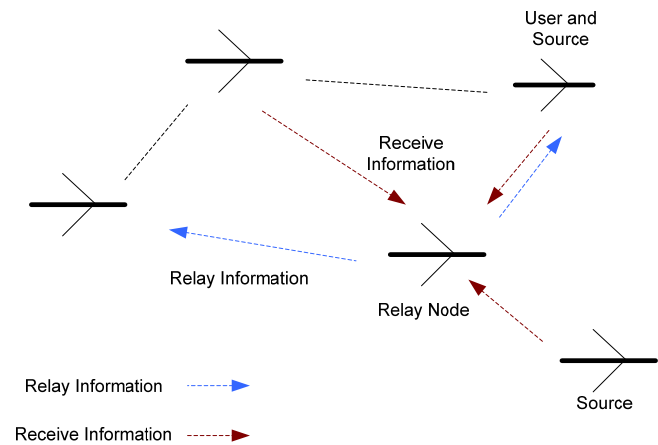 User and
Source
Receive
Information
Relay Information
Relay Node
Source
Relay Information
Receive Information